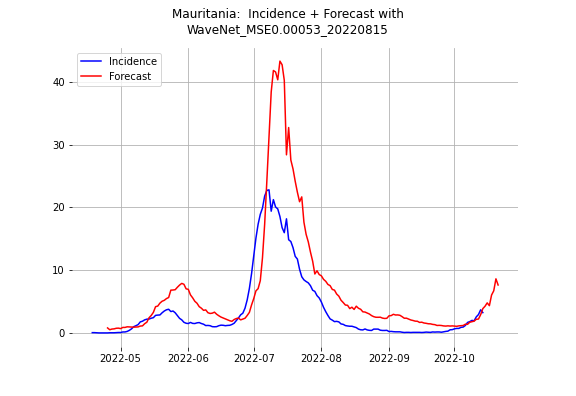 Mauritania:  Incidence + Forecast with
WaveNet_MSE0.00053_20220815
Incidence
Forecast
40
30
20
10
0
2022-05
2022-06
2022-07
2022-08
2022-09
2022-10